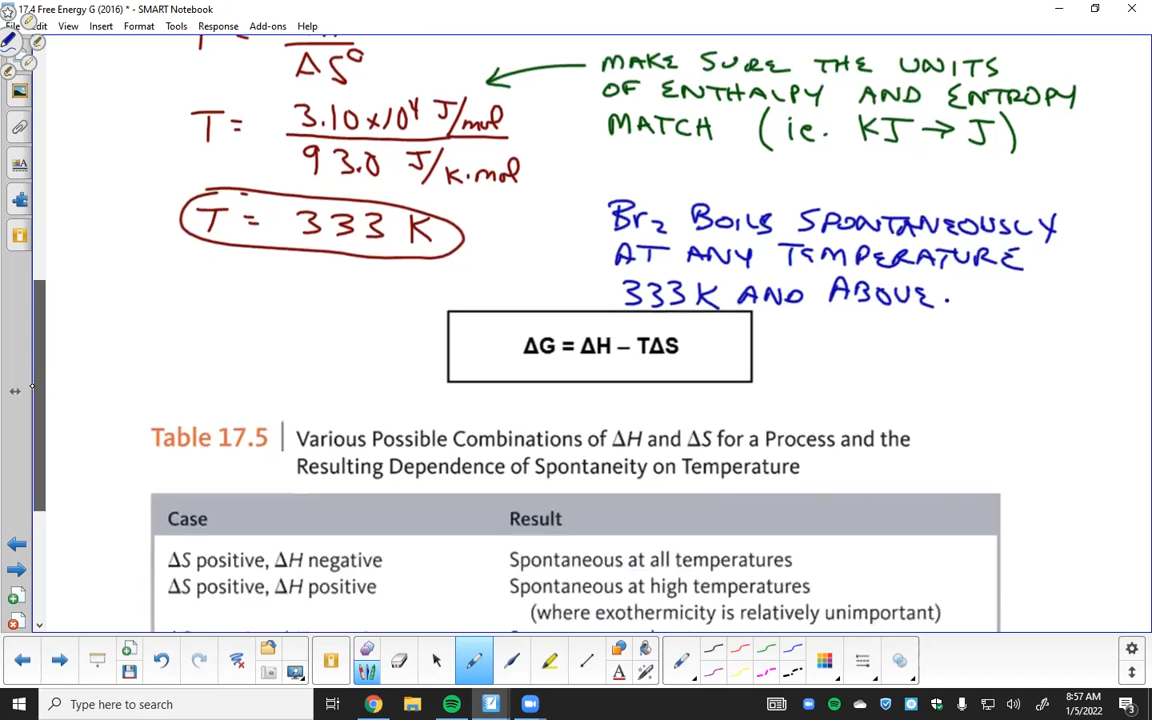 17.4 Free Energy G (2016) * - SMART Notebook
File Edit View Insert Format Tools Response Add-ons Help
T =
ΔS°
T = 3.10x10⁴ J/mol
93.0 J/K·mol
T = 333 K
MAKE SURE THE UNITS
OF ENTHALPY AND ENTROPY
MATCH (ie. KJ → J)
Br₂ BOILS SPONTANEOUSLY
AT ANY TEMPERATURE
333K AND ABOVE.
ΔG = ΔH – TΔS
Table 17.5 Various Possible Combinations of ΔH and ΔS for a Process and the
Resulting Dependence of Spontaneity on Temperature
Case Result
ΔS positive, ΔH negative Spontaneous at all temperatures
ΔS positive, ΔH positive Spontaneous at high temperatures
(where exothermicity is relatively unimportant)
Type here to search
8:57 AM
1/5/2022
3